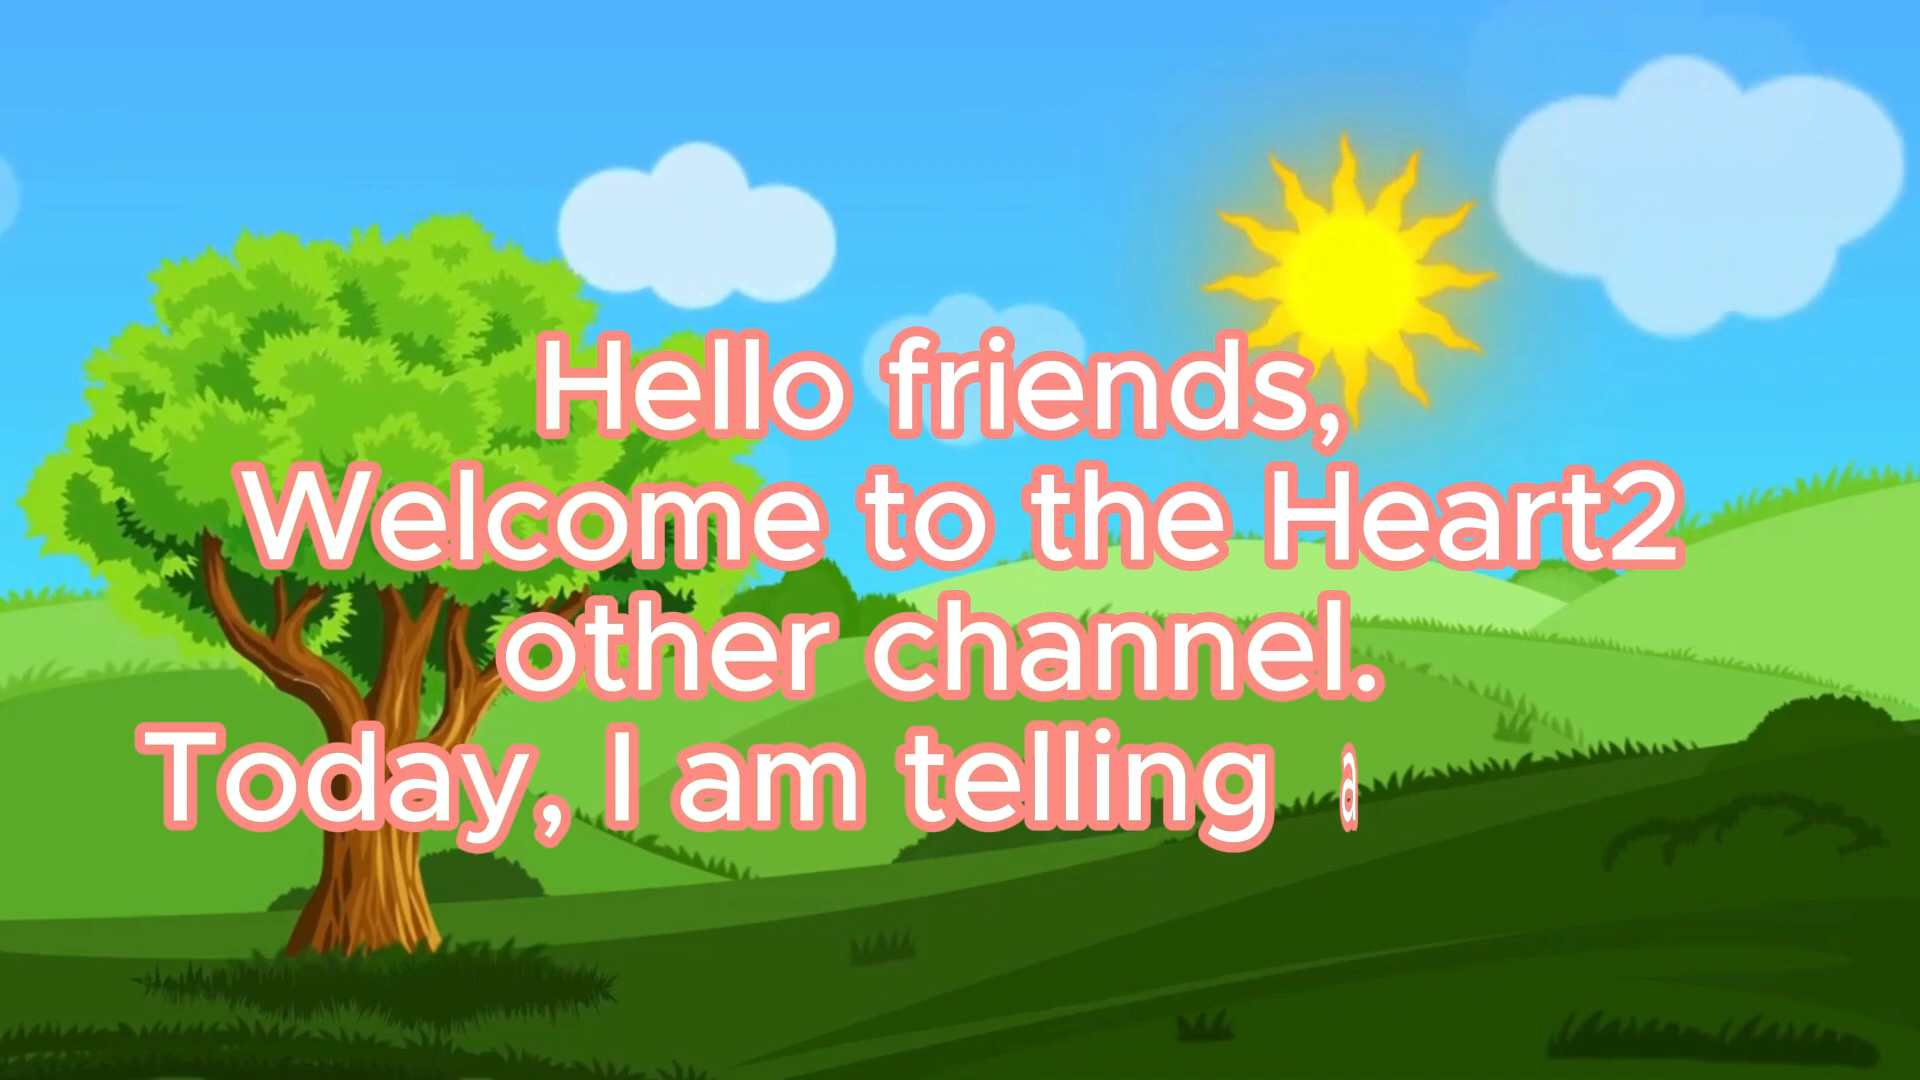 Hello friends,
Welcome to the Heart2
other channel.
Today, I am telling a